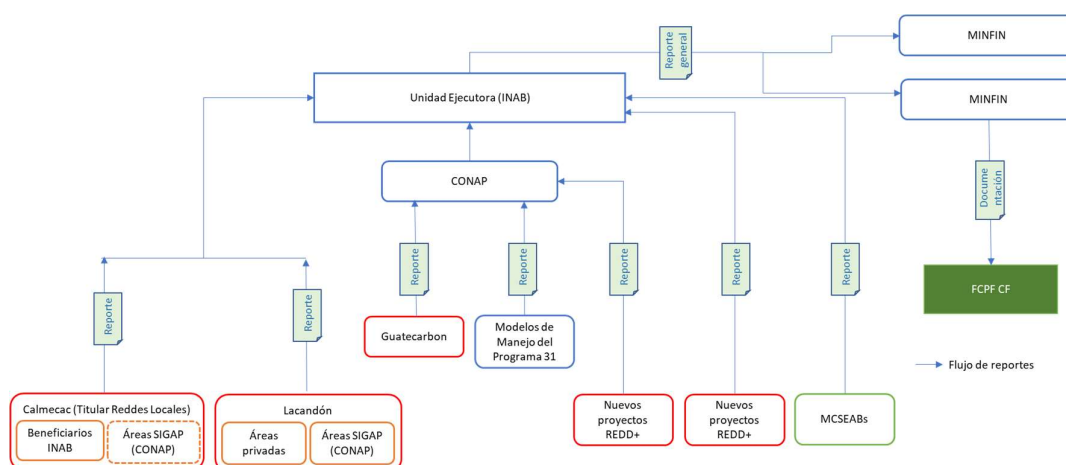 MINFIN
Reporte
general
Unidad Ejecutora (INAB)
MINFIN
Docume
ntación
CONAP
Reporte
Reporte
Reporte
Reporte
Reporte
Reporte
Reporte
FCPF CF
Guatecarbon
Modelos de
Manejo del
Programa 31
Flujo de reportes
Calmecac (Titular Reddes Locales)
Beneficiarios
INAB
Áreas SIGAP
(CONAP)
Lacandón
Áreas
privadas
Áreas SIGAP
(CONAP)
Nuevos
proyectos
REDD+
Nuevos
proyectos
REDD+
MCSEABs